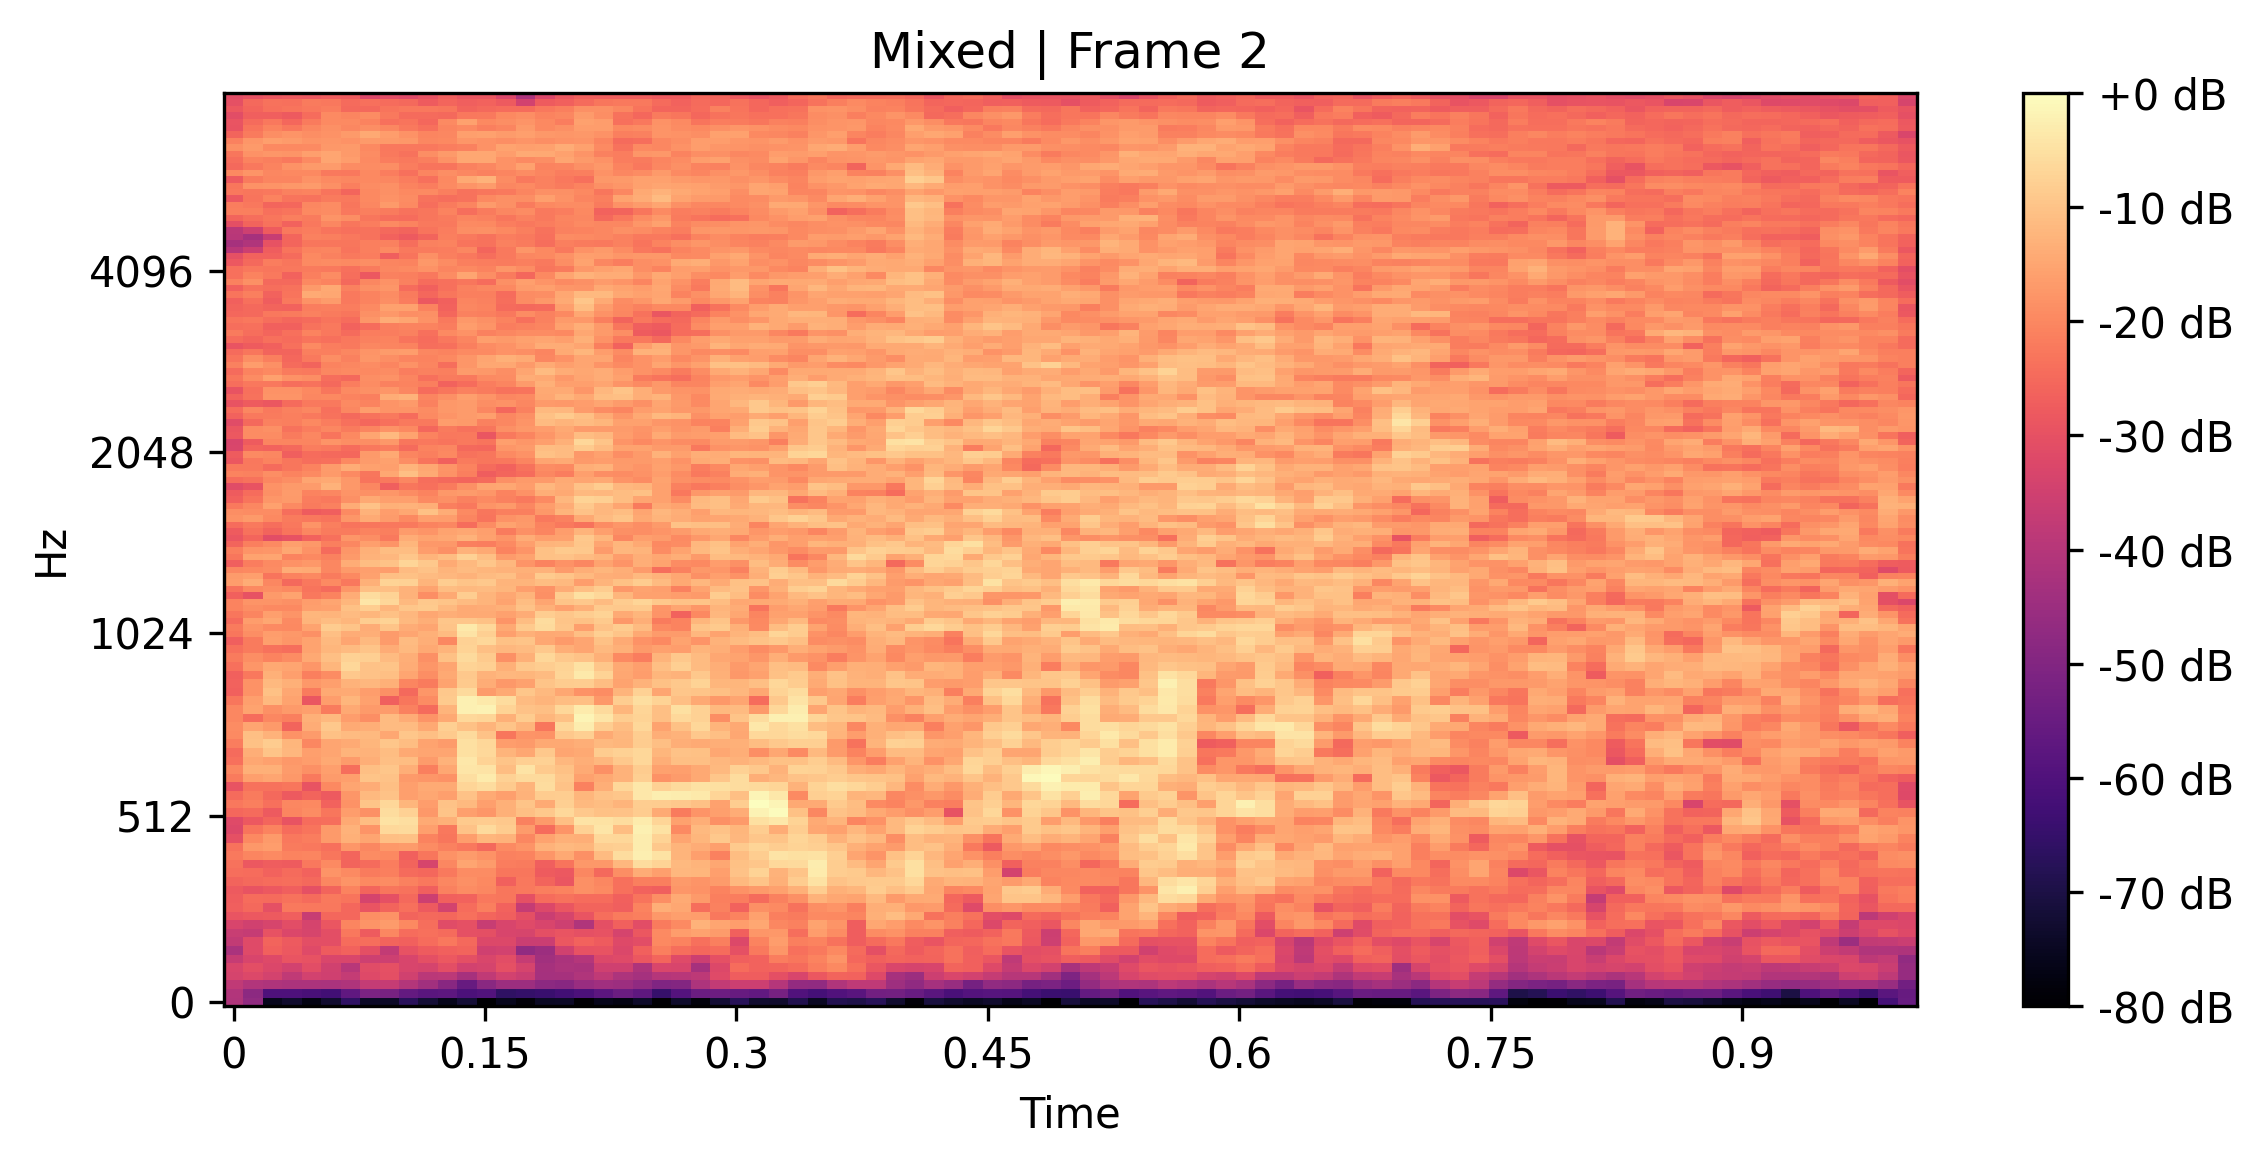 Mixed | Frame 2
+0 dB
-10 dB
-20 dB
-30 dB
-40 dB
-50 dB
-60 dB
-70 dB
-80 dB
4096
2048
1024
512
0
Hz
0
0.15
0.3
0.45
0.6
0.75
0.9
Time